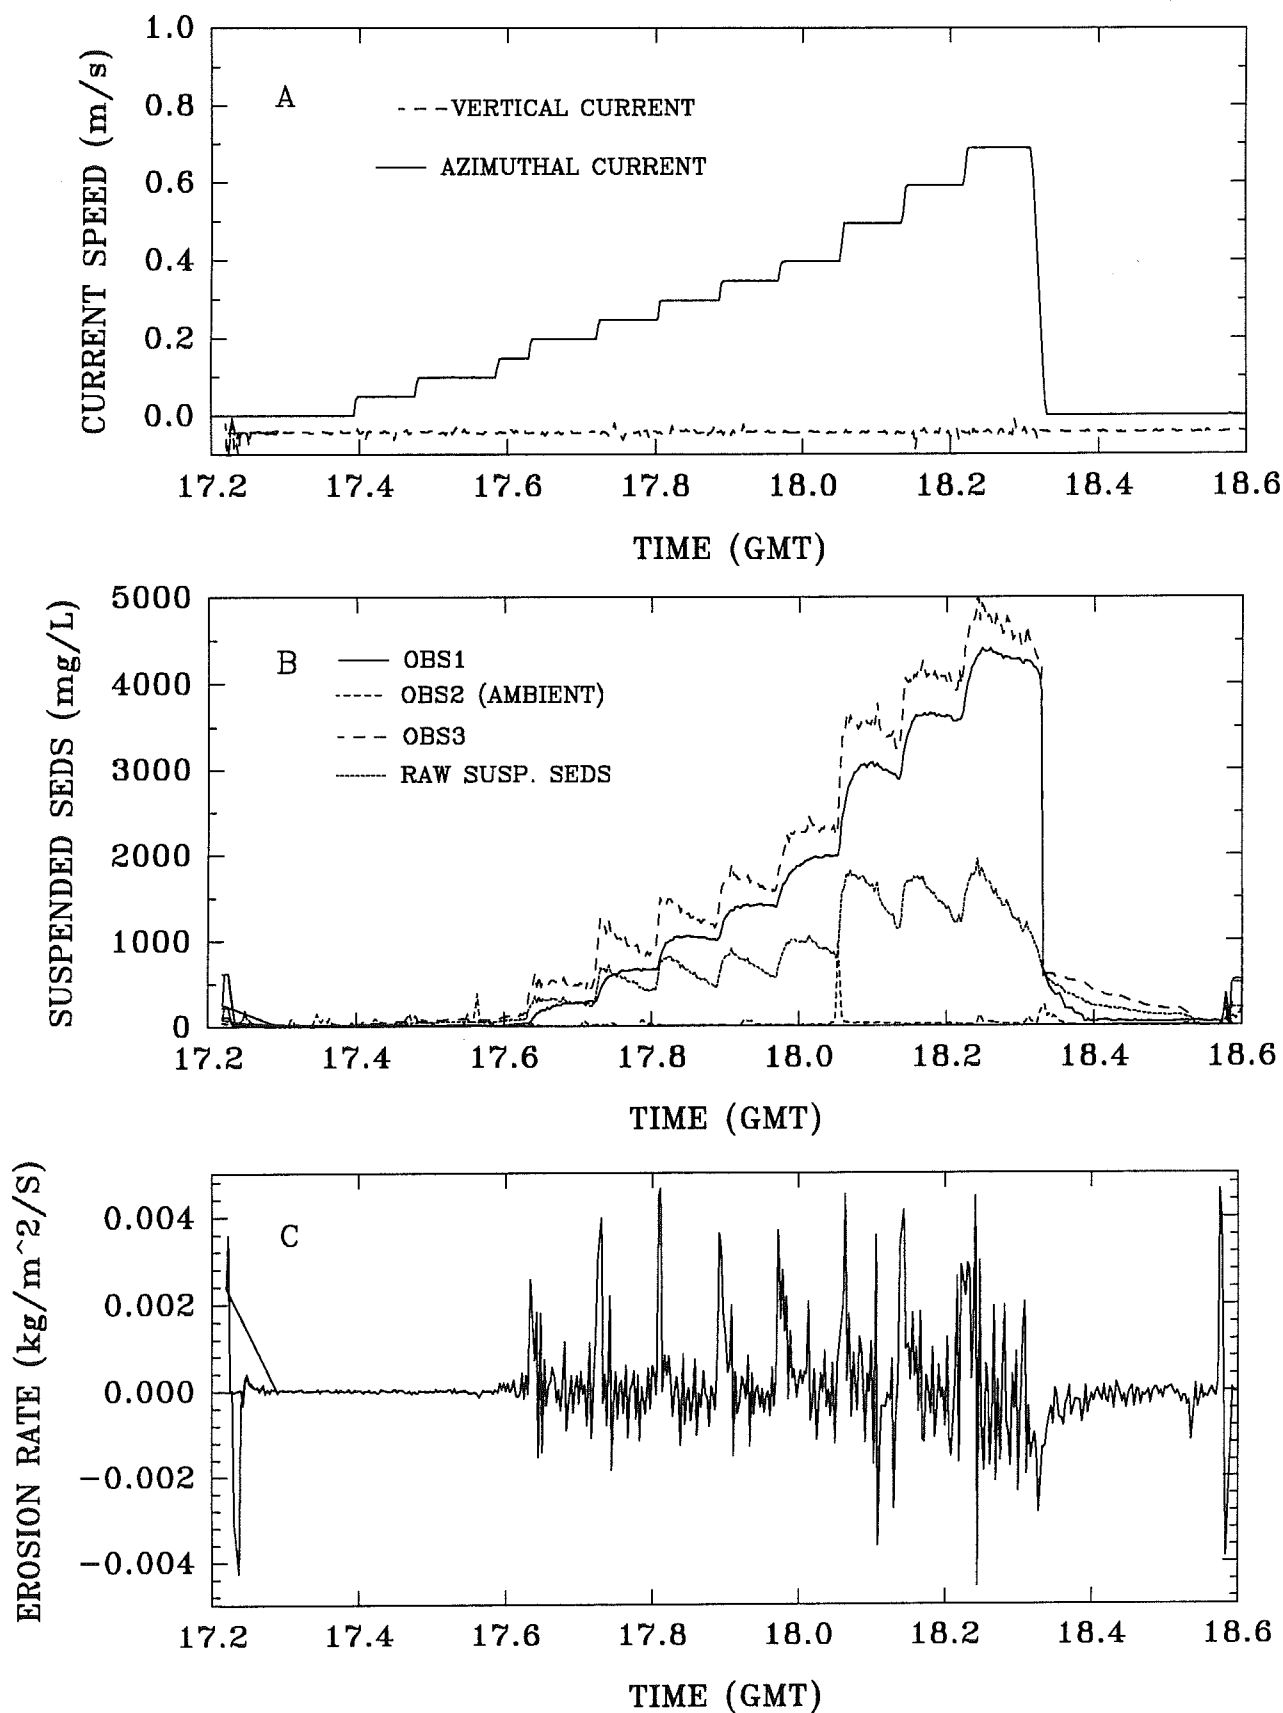 1.0
A
0.8
---VERTICAL CURRENT
AZIMUTHAL CURRENT
0.6
0.4
0.2
0.0
CURRENT SPEED (m/s)
17.2 17.4 17.6 17.8 18.0 18.2 18.4 18.6
TIME (GMT)
5000
B
OBS1
OBS2 (AMBIENT)
OBS3
RAW SUSP. SEDS
4000
3000
2000
1000
0
SUSPENDED SEDS (mg/L)
17.2 17.4 17.6 17.8 18.0 18.2 18.4 18.6
TIME (GMT)
C
0.004
0.002
0.000
−0.002
−0.004
EROSION RATE (kg/m^2/S)
17.2 17.4 17.6 17.8 18.0 18.2 18.4 18.6
TIME (GMT)